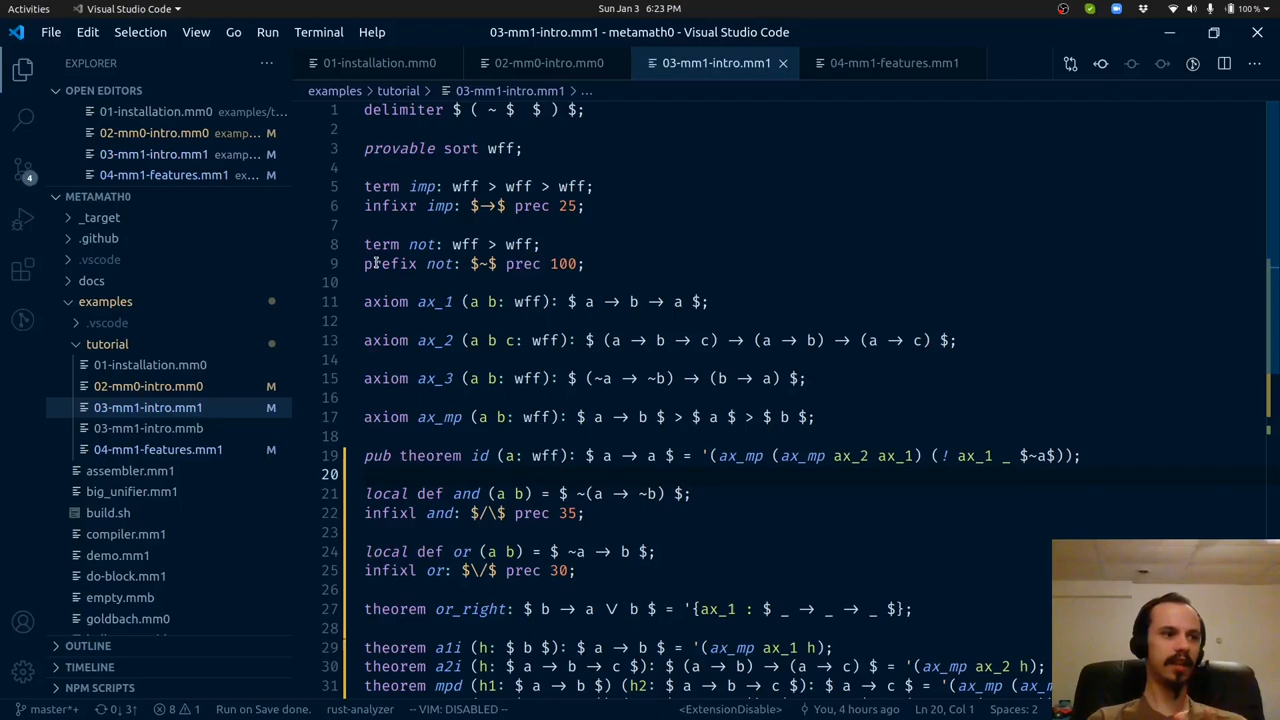 Activities Visual Studio Code Sun Jan 3 6:23 PM 100 %
File Edit Selection View Go Run Terminal Help 03-mm1-intro.mm1 - metamath0 - Visual Studio Code
EXPLORER
OPEN EDITORS
01-installation.mm0 examples/t...
02-mm0-intro.mm0 examp... M
03-mm1-intro.mm1 examp... M
04-mm1-features.mm1 ex... M
METAMATH0
_target
.github
.vscode
docs
examples
.vscode
tutorial
01-installation.mm0
02-mm0-intro.mm0 M
03-mm1-intro.mm1 M
03-mm1-intro.mmb
04-mm1-features.mm1 M
assembler.mm1
big_unifier.mm1
build.sh
compiler.mm1
demo.mm1
do-block.mm1
empty.mmb
goldbach.mm0
OUTLINE
TIMELINE
NPM SCRIPTS
4
01-installation.mm0 02-mm0-intro.mm0 03-mm1-intro.mm1 04-mm1-features.mm1
examples > tutorial > 03-mm1-intro.mm1 > ...
1 delimiter $ ( ~ $ $ ) $;
2
3 provable sort wff;
4
5 term imp: wff > wff > wff;
6 infixr imp: $→$ prec 25;
7
8 term not: wff > wff;
9 prefix not: $~$ prec 100;
10
11 axiom ax_1 (a b: wff): $ a → b → a $;
12
13 axiom ax_2 (a b c: wff): $ (a → b → c) → (a → b) → (a → c) $;
14
15 axiom ax_3 (a b: wff): $ (~a → ~b) → (b → a) $;
16
17 axiom ax_mp (a b: wff): $ a → b $ > $ a $ > $ b $;
18
19 pub theorem id (a: wff): $ a → a $ = '(ax_mp (ax_mp ax_2 ax_1) (! ax_1 _ $~a$));
20
21 local def and (a b) = $ ~(a → ~b) $;
22 infixl and: $/\$ prec 35;
23
24 local def or (a b) = $ ~a → b $;
25 infixl or: $\/$ prec 30;
26
27 theorem or_right: $ b → a \/ b $ = '{ax_1 : $ _ → _ → _ $};
28
29 theorem a1i (h: $ b $): $ a → b $ = '(ax_mp ax_1 h);
30 theorem a2i (h: $ a → b → c $): $ (a → b) → (a → c) $ = '(ax_mp ax_2 h);
31 theorem mpd (h1: $ a → b $) (h2: $ a → b → c $): $ a → c $ = '(ax_mp (ax_m
master*+ 0↓ 3↑ 8 1 Run on Save done. rust-analyzer -- VIM: DISABLED -- <ExtensionDisable> You, 4 hours ago Ln 20, Col 1 Spaces: 2